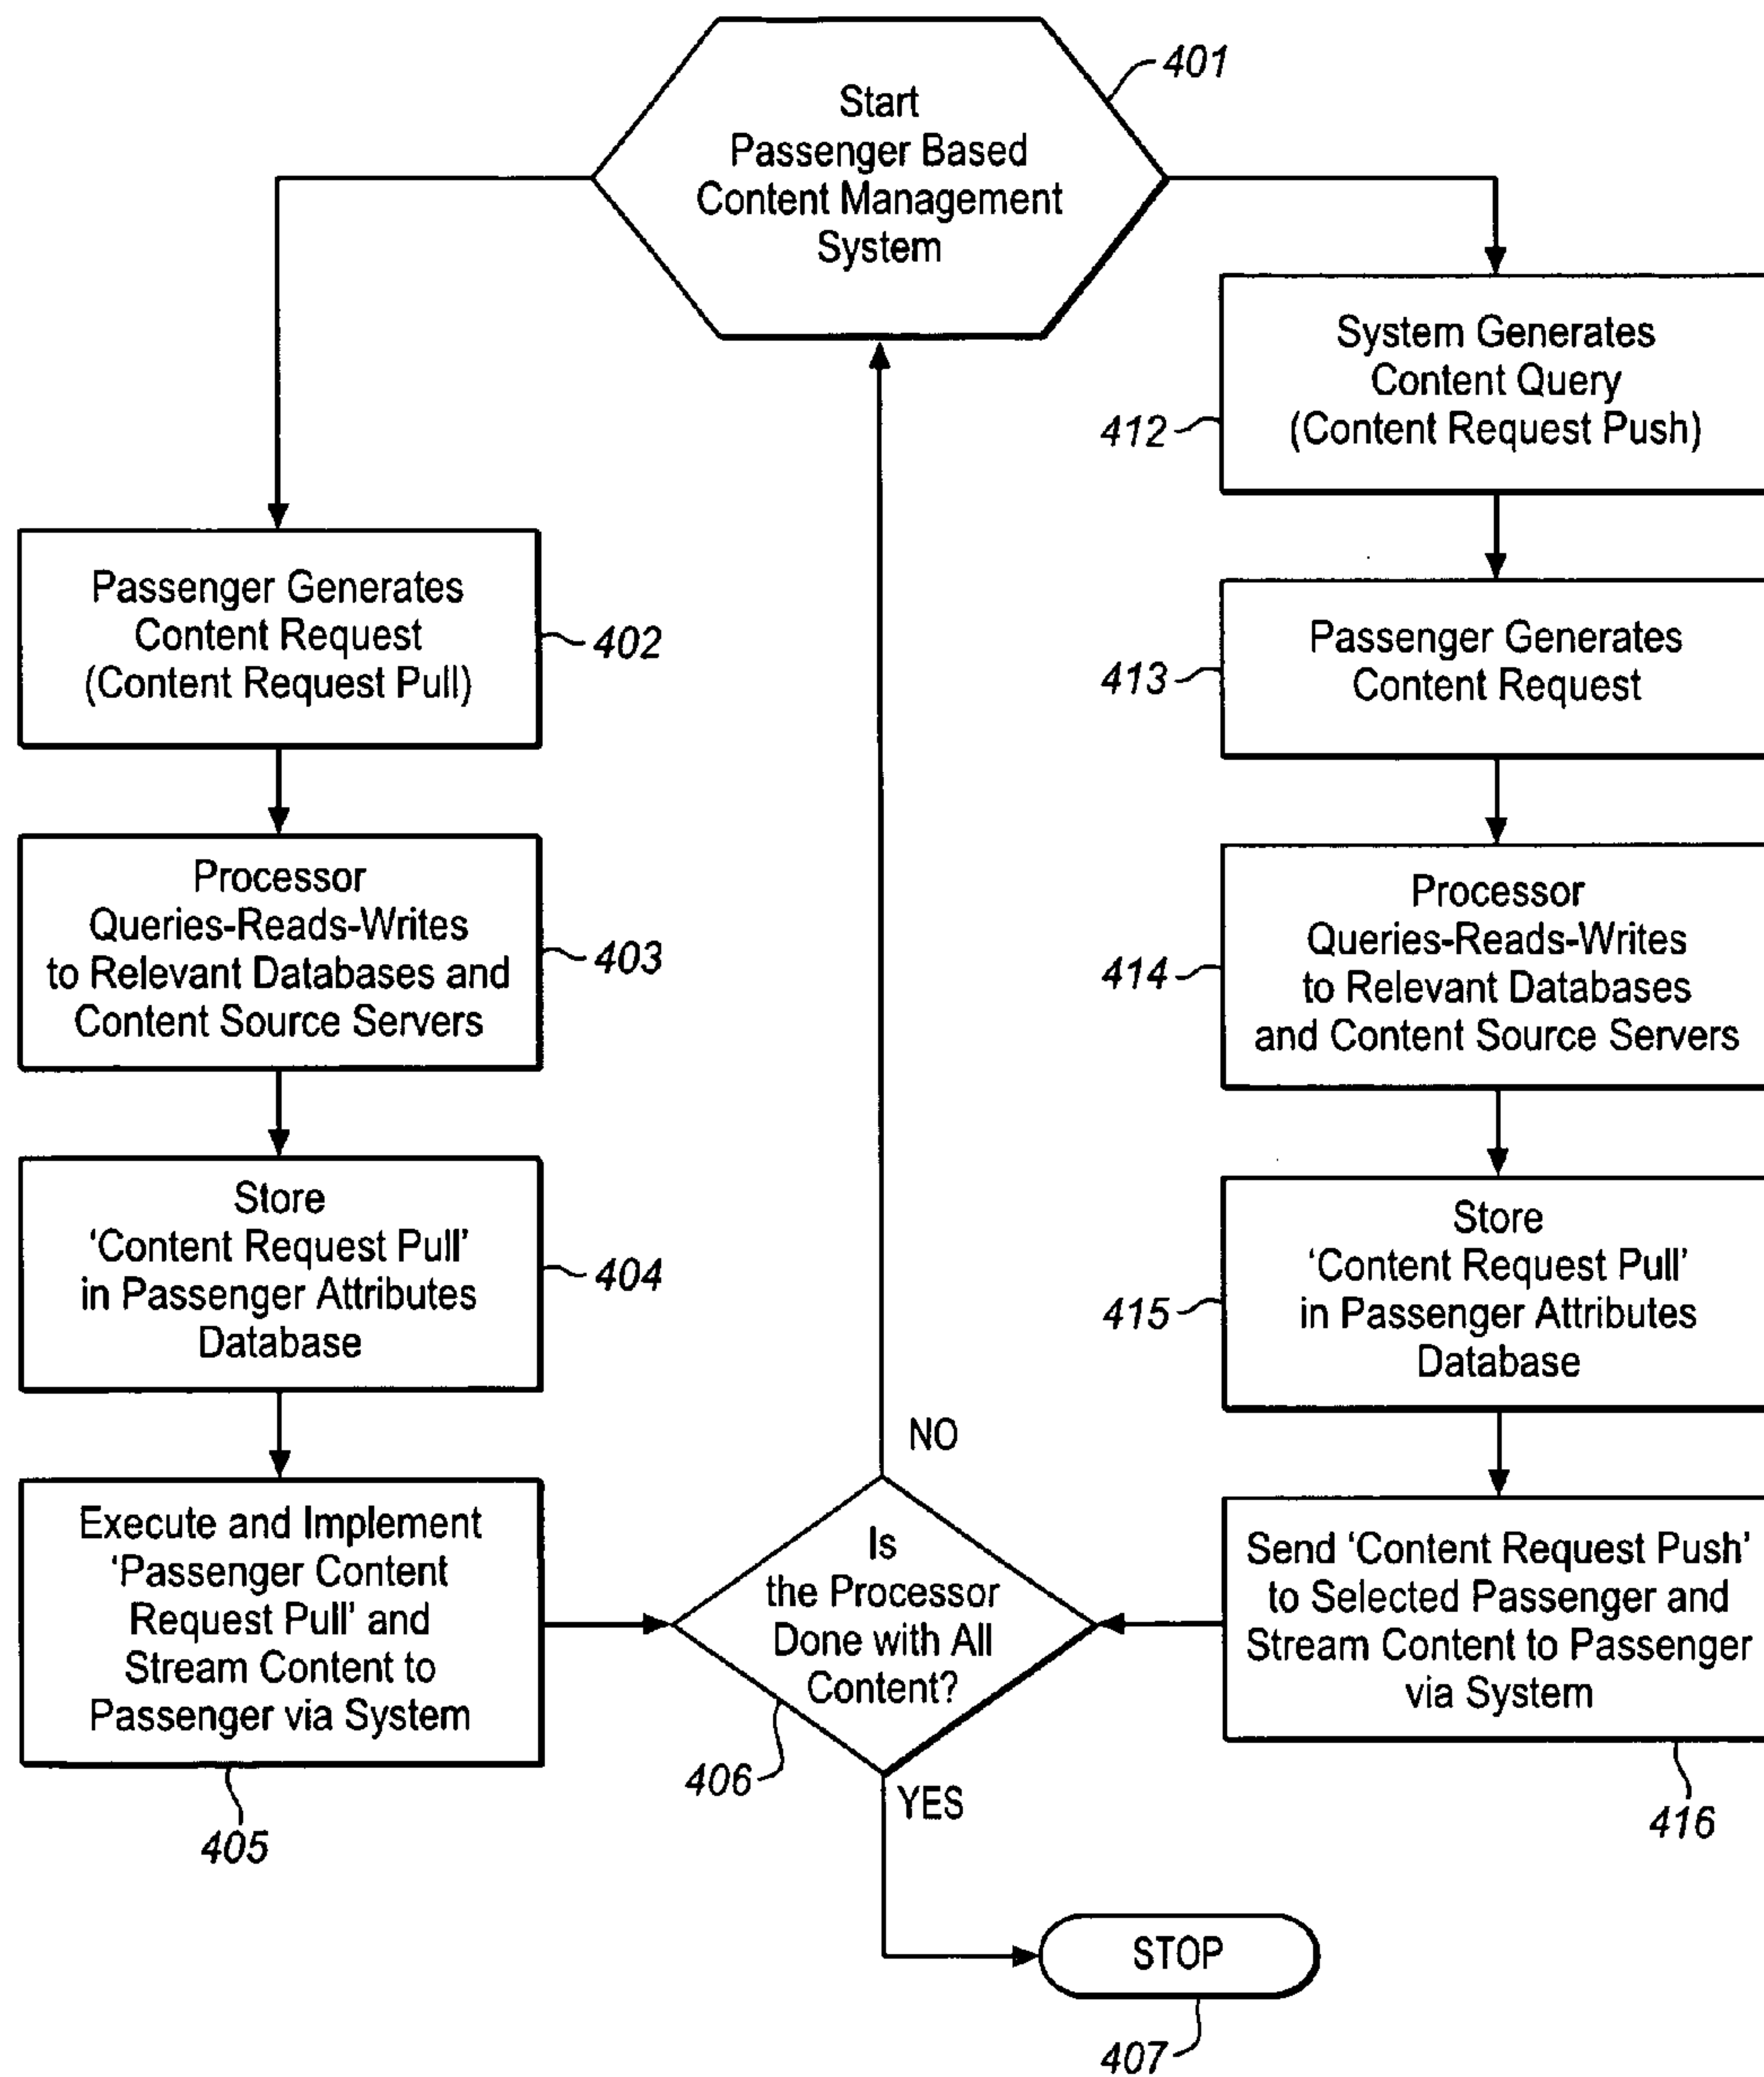 Start
Passenger Based
Content Management
System
401
Passenger Generates
Content Request
(Content Request Pull)
402
Processor
Queries-Reads-Writes
to Relevant Databases and
Content Source Servers
403
Store
‘Content Request Pull’
in Passenger Attributes
Database
404
Execute and Implement
‘Passenger Content
Request Pull’ and
Stream Content to
Passenger via System
405
System Generates
Content Query
(Content Request Push)
412
Passenger Generates
Content Request
413
Processor
Queries-Reads-Writes
to Relevant Databases
and Content Source Servers
414
Store
‘Content Request Pull’
in Passenger Attributes
Database
415
Send ‘Content Request Push’
to Selected Passenger and
Stream Content to Passenger
via System
416
NO
Is
the Processor
Done with All
Content?
406
YES
STOP
407